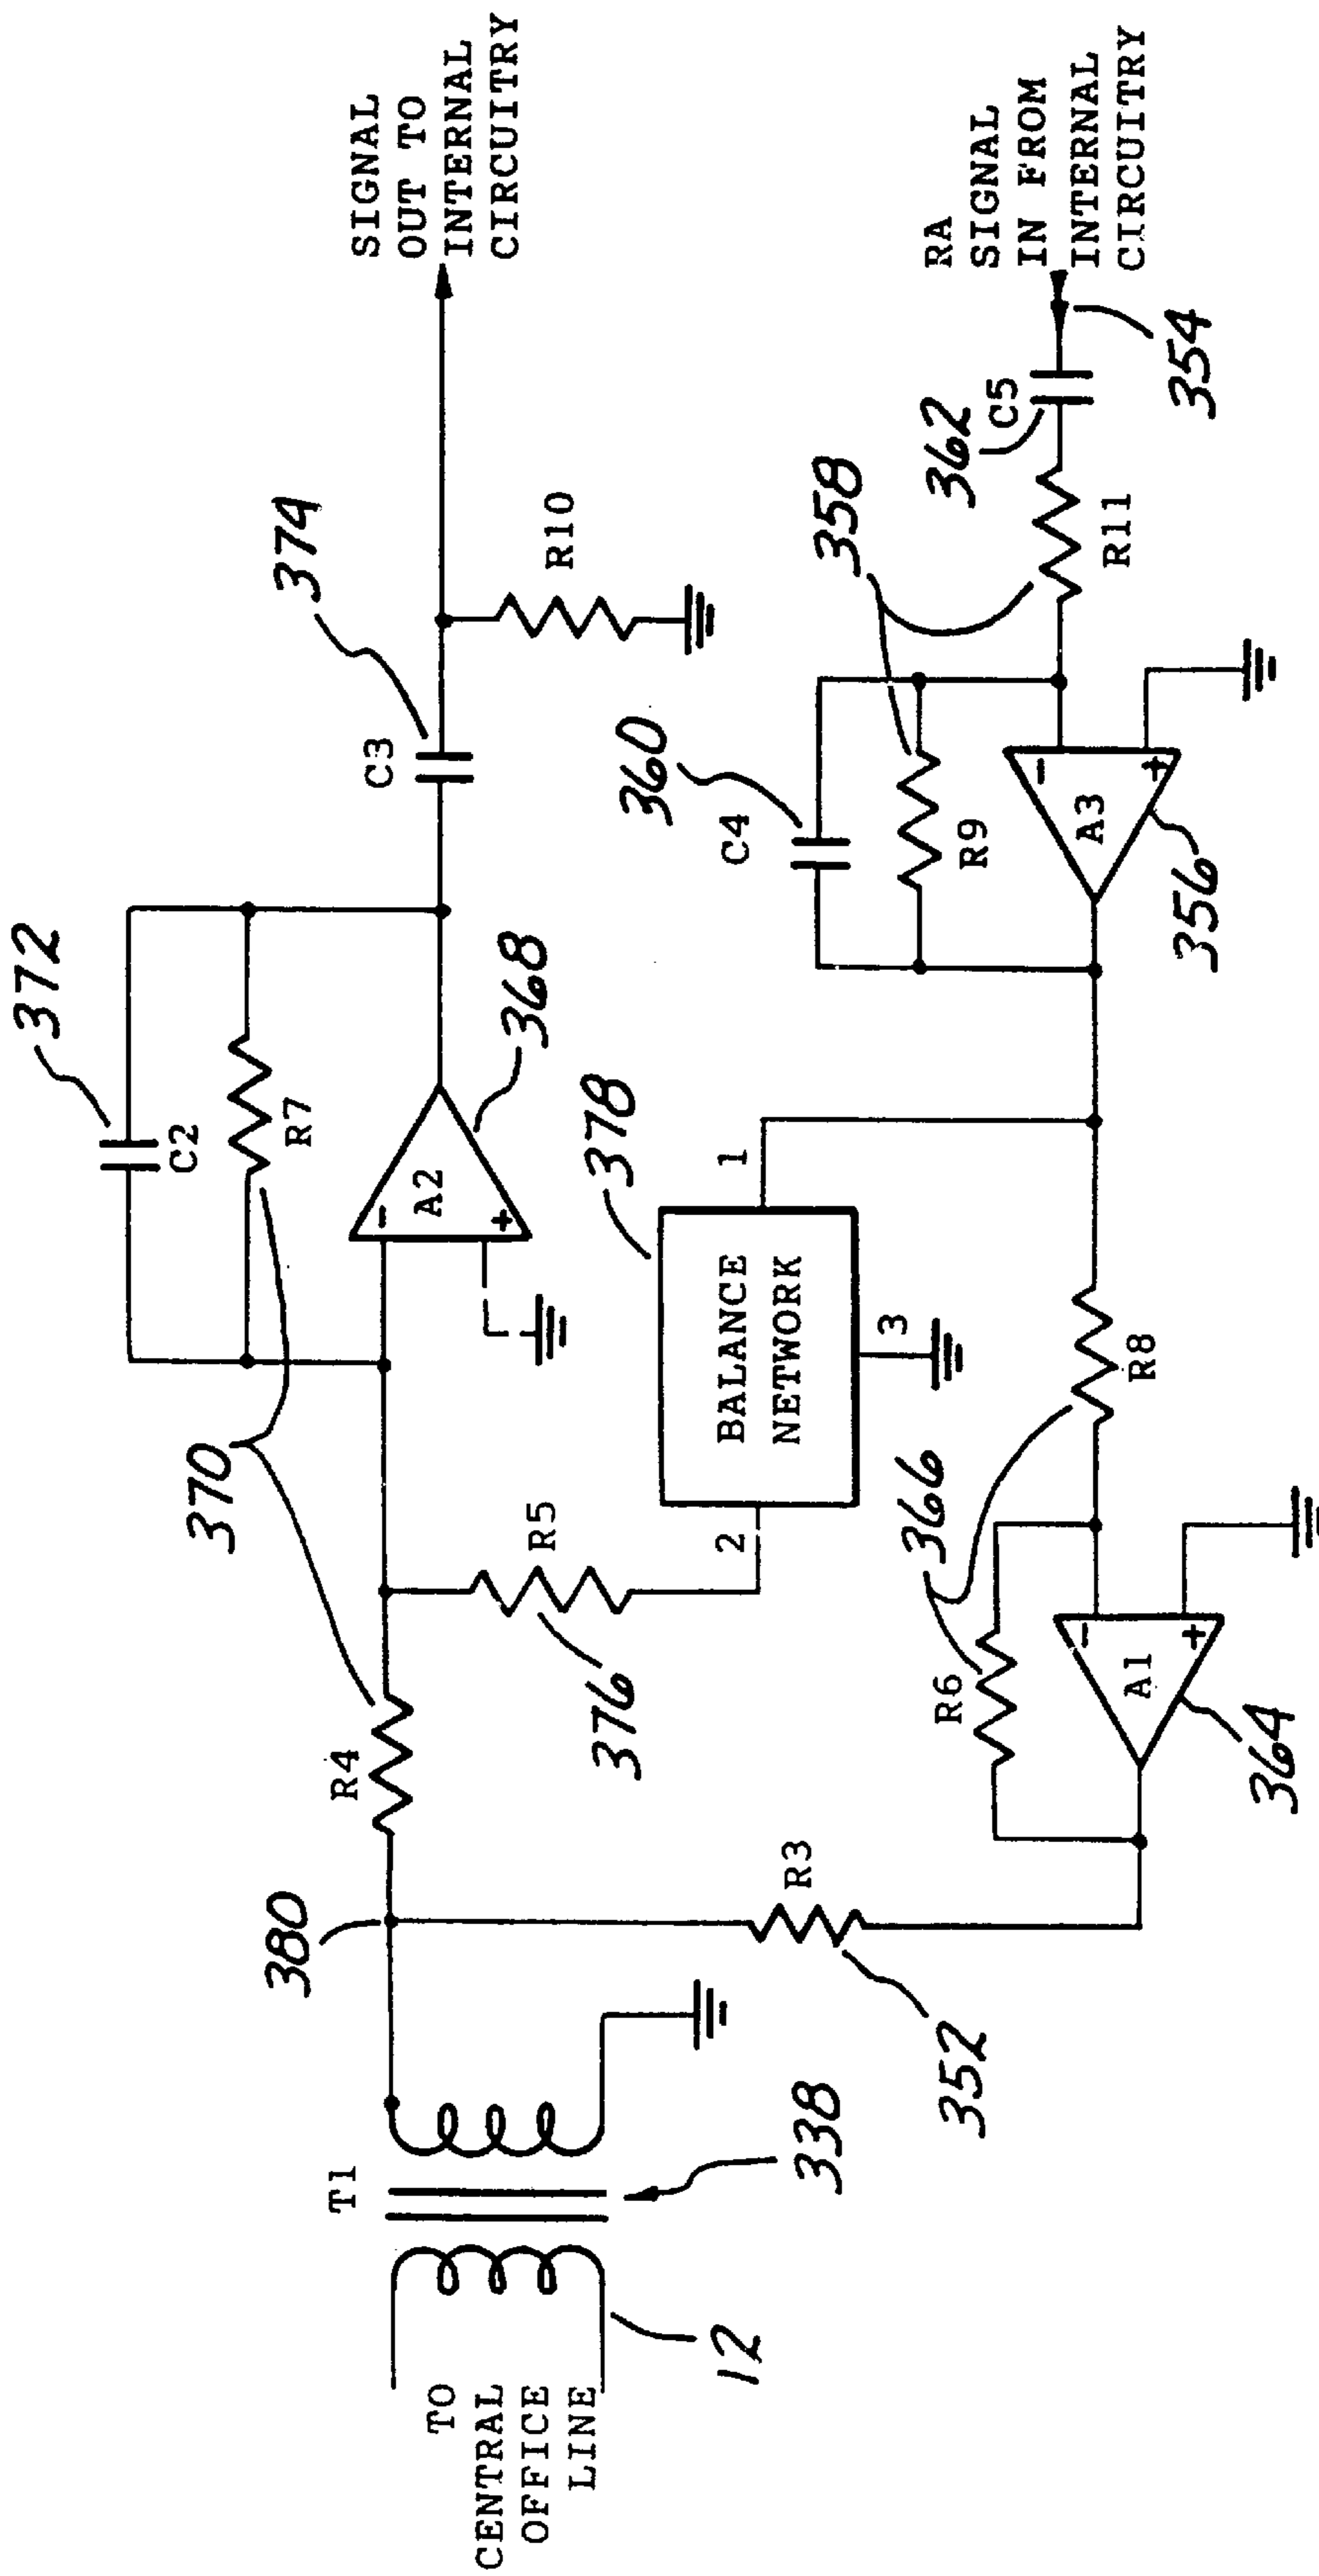 372
C2
R7
374
C3
SIGNAL
OUT TO
INTERNAL
CIRCUITRY
370
A2
-
+
368
R10
380
R4
R5
376
378
1
2
3
BALANCE
NETWORK
360
C4
R9
358
362
C5
RA
SIGNAL
IN FROM
INTERNAL
CIRCUITRY
354
R11
A3
-
+
356
T1
338
TO
CENTRAL
OFFICE
LINE
12
R3
352
R6
366
R8
A1
-
+
364